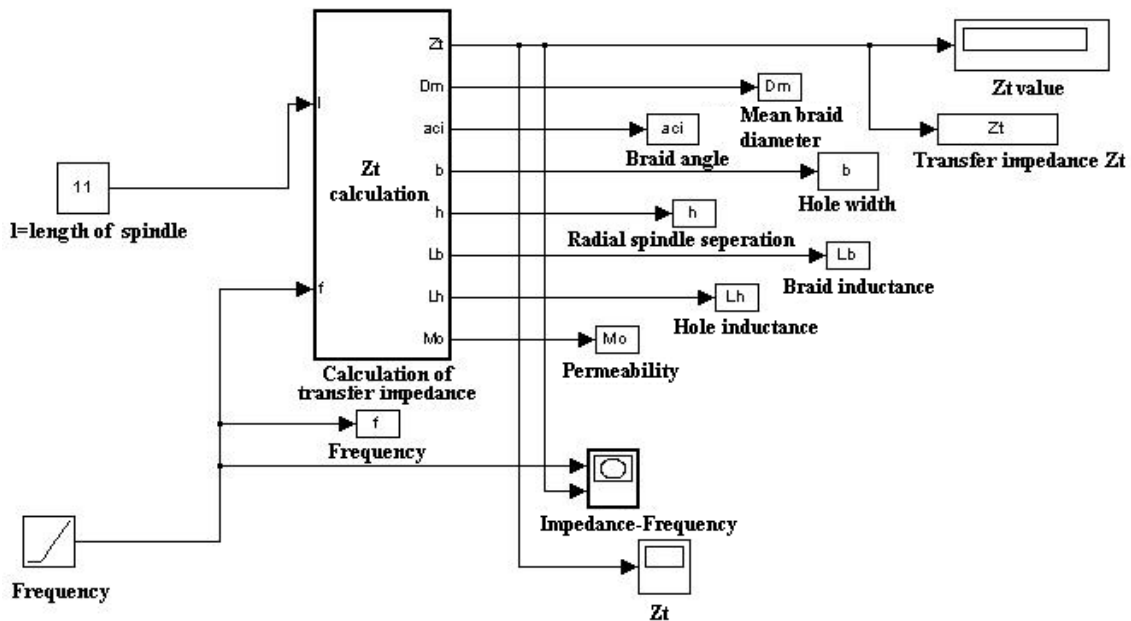 Zt
Dm
aci
b
h
Lb
Lh
Mo
l
f
Zt
calculation
Calculation of
transfer impedance
11
l=length of spindle
Zt value
Dm
Mean braid
diameter
Zt
Transfer impedance Zt
aci
Braid angle
b
Hole width
h
Radial spindle seperation
Lb
Braid inductance
Lh
Hole inductance
Mo
Permeability
f
Frequency
Impedance-Frequency
Frequency
Zt